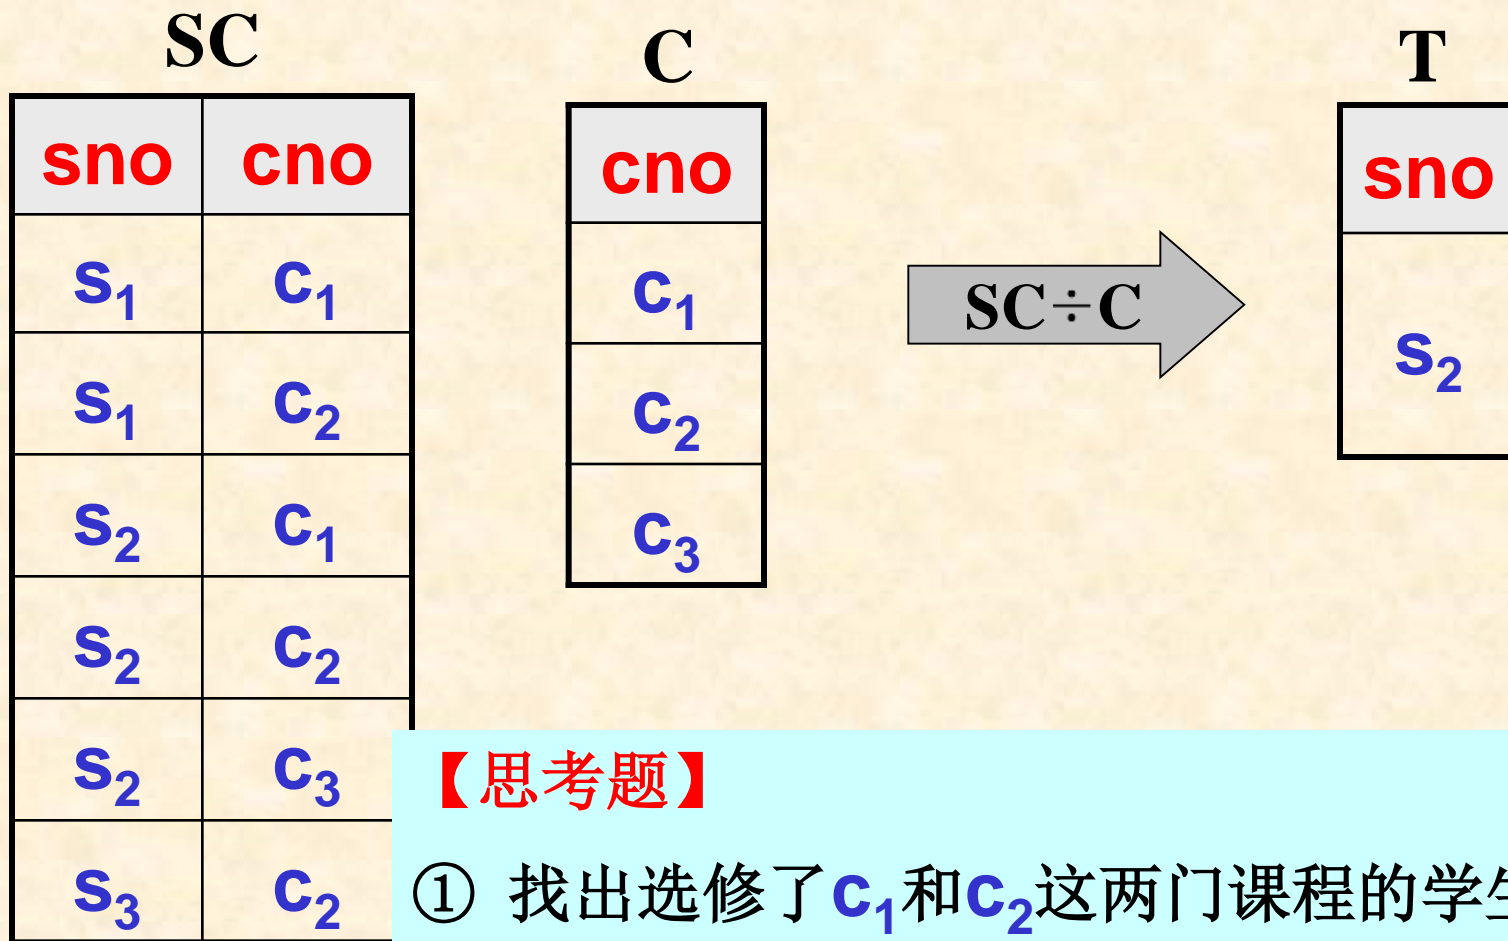 SC
sno cno
s₁ c₁
s₁ c₂
s₂ c₁
s₂ c₂
s₂ c₃
s₃ c₂
C
cno
c₁
c₂
c₃
SC÷C
T
sno
s₂
【思考题】
① 找出选修了c₁和c₂这两门课程的学生